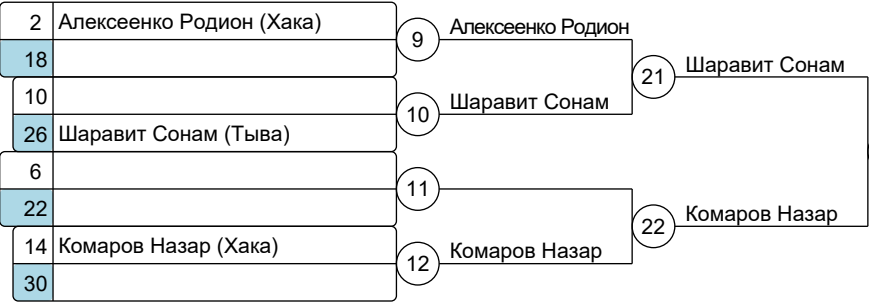 2 Алексеенко Родион (Хака)
18
9 Алексеенко Родион
10
26 Шаравит Сонам (Тыва)
10 Шаравит Сонам
21 Шаравит Сонам
6
22
11
14 Комаров Назар (Хака)
30
12 Комаров Назар
22 Комаров Назар